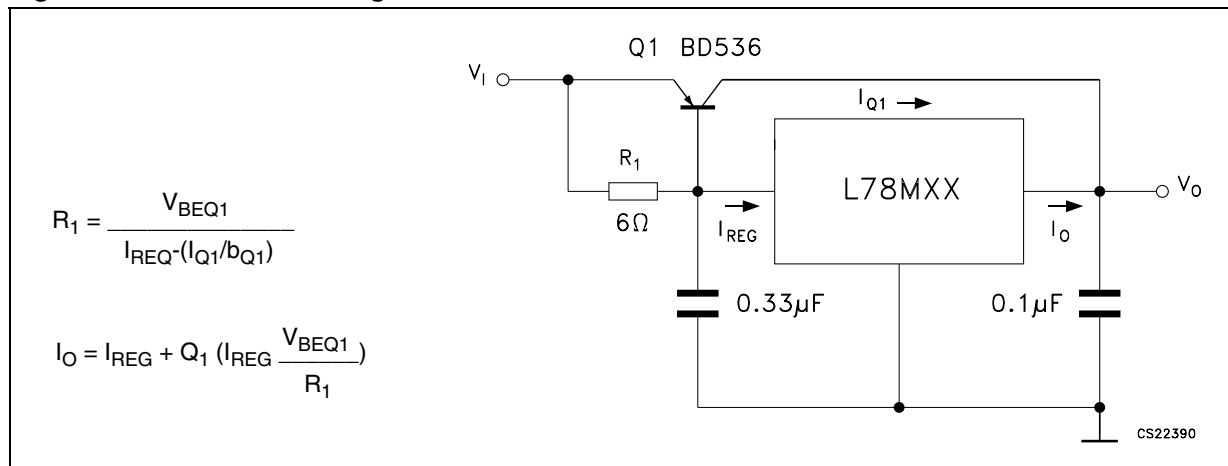 Q1 BD536
V_I
I_Q1
R_1
6Ω
I_REG
L78MXX
I_O
V_O
0.33µF
0.1µF
CS22390
R_1 = V_BEQ1 / I_REQ-(I_Q1/b_Q1)
I_O = I_REG + Q_1 (I_REG V_BEQ1 / R_1)